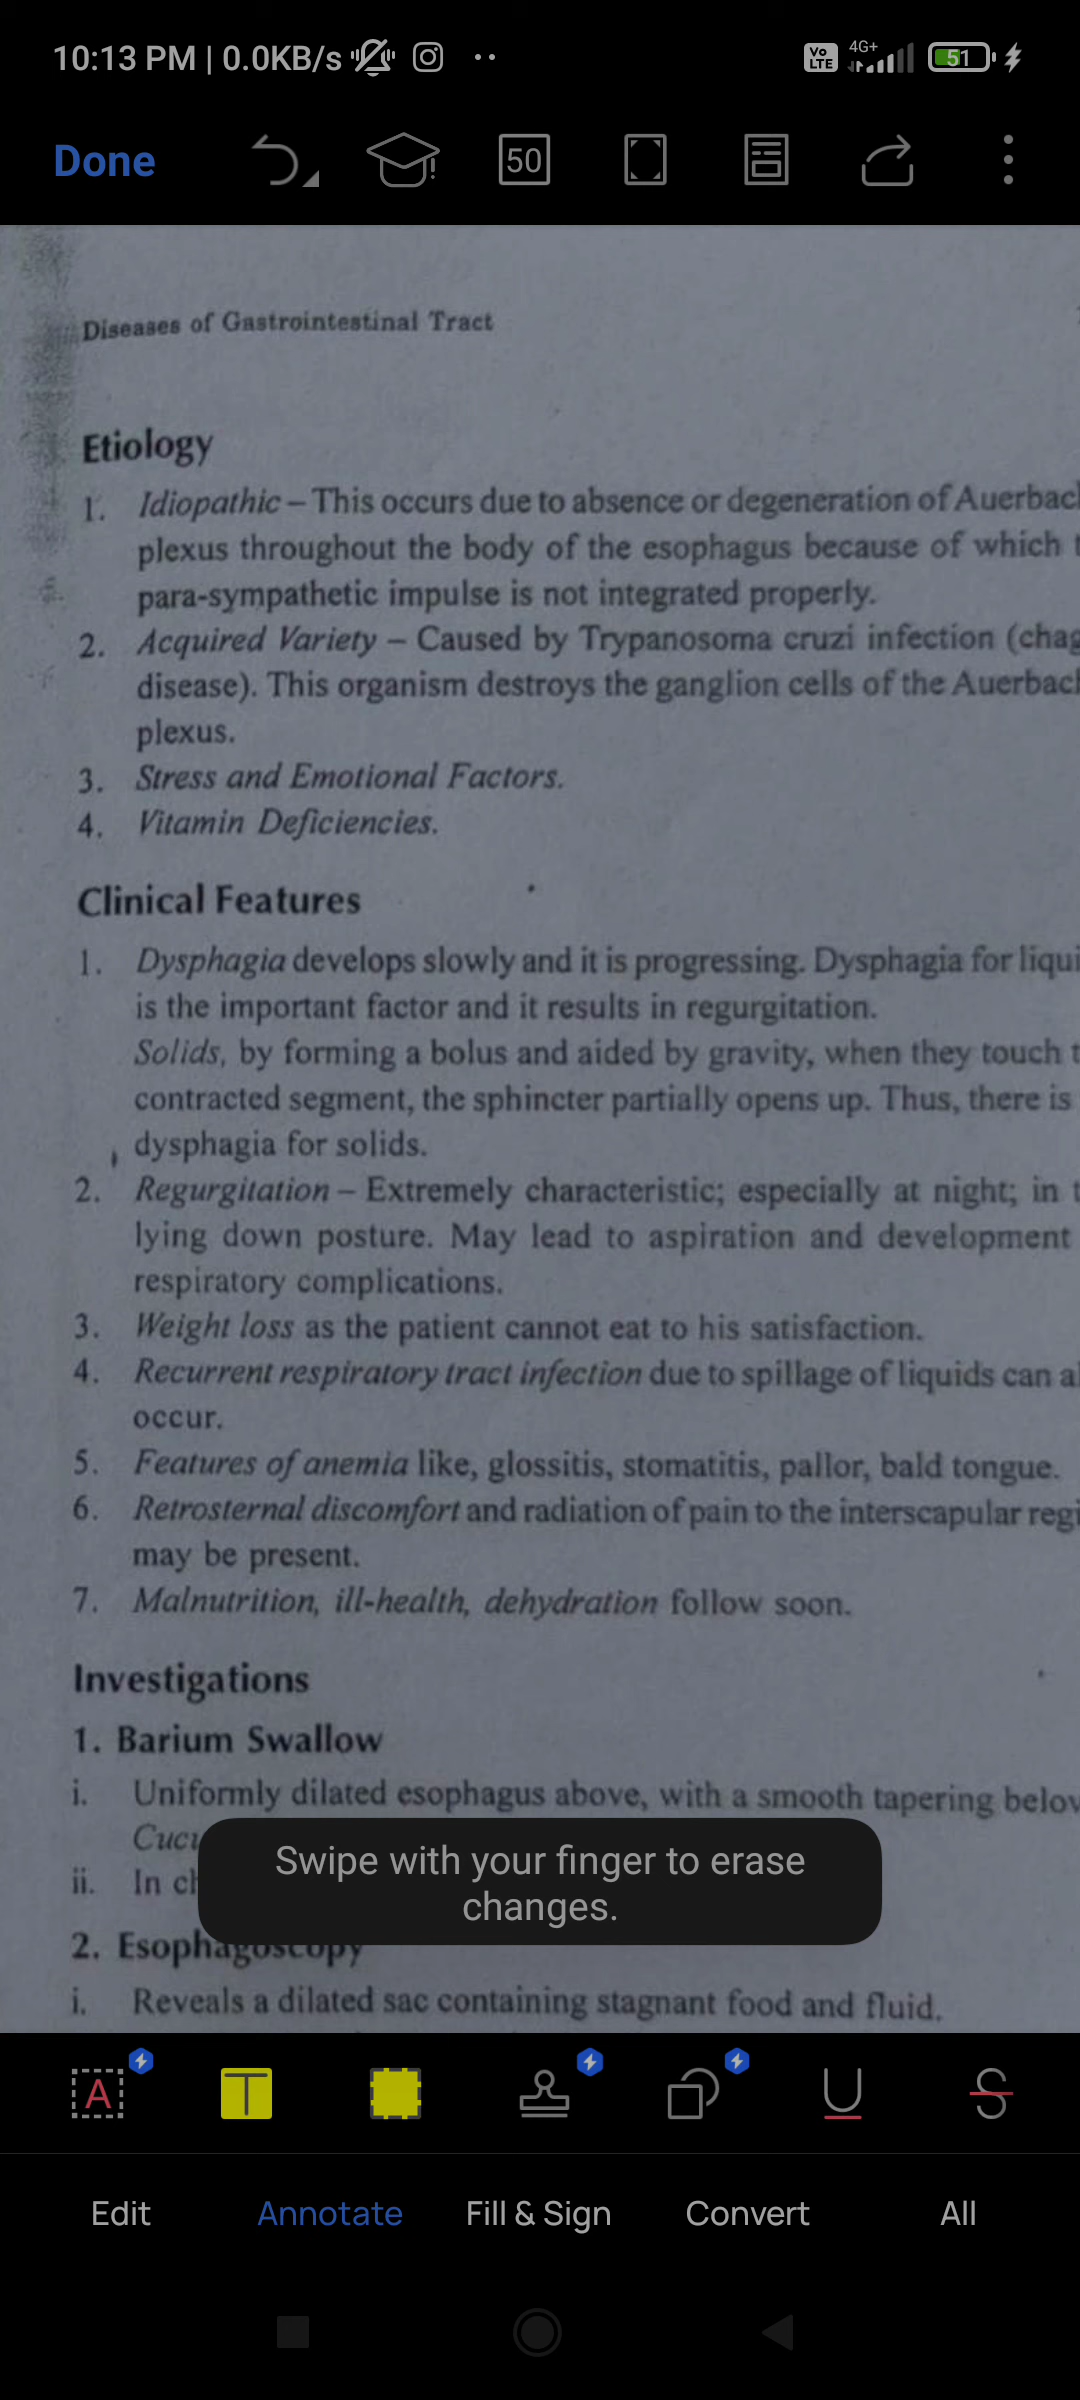 10:13 PM | 0.0KB/s
Vo LTE 4G+ 51
Done
50
Diseases of Gastrointestinal Tract
Etiology
1. Idiopathic – This occurs due to absence or degeneration of Auerbac
plexus throughout the body of the esophagus because of which
para-sympathetic impulse is not integrated properly.
2. Acquired Variety – Caused by Trypanosoma cruzi infection (chag
disease). This organism destroys the ganglion cells of the Auerbac
plexus.
3. Stress and Emotional Factors.
4. Vitamin Deficiencies.
Clinical Features
1. Dysphagia develops slowly and it is progressing. Dysphagia for liqui
is the important factor and it results in regurgitation.
Solids, by forming a bolus and aided by gravity, when they touch t
contracted segment, the sphincter partially opens up. Thus, there is
dysphagia for solids.
2. Regurgitation – Extremely characteristic; especially at night; in t
lying down posture. May lead to aspiration and development
respiratory complications.
3. Weight loss as the patient cannot eat to his satisfaction.
4. Recurrent respiratory tract infection due to spillage of liquids can al
occur.
5. Features of anemia like, glossitis, stomatitis, pallor, bald tongue.
6. Retrosternal discomfort and radiation of pain to the interscapular regi
may be present.
7. Malnutrition, ill-health, dehydration follow soon.
Investigations
1. Barium Swallow
i. Uniformly dilated esophagus above, with a smooth tapering below
Cucu
ii. In ch
Swipe with your finger to erase
changes.
2. Esophagoscopy
i. Reveals a dilated sac containing stagnant food and fluid.
A T U S
Edit Annotate Fill & Sign Convert All